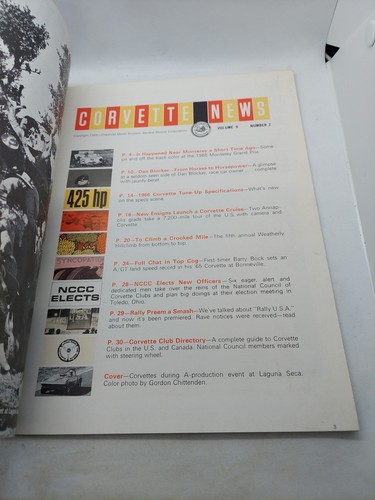 CORVETTE NEWS
VOLUME 9 NUMBER 2
P. 4—It Happened Near Monterey a Short Time Ago—Scene
on and off the track color at the 1965 Monterey Grand Prix.
P. 10—Dan Blocker—From Horses to Horsepower—A glimpse
at a seldom seen side of Dan Blocker, race car owner . . . complete
with jaunty beret.
425 hp
P. 14—1966 Corvette Tune-Up Specifications—What's new
on the specs scene.
P. 16—New Ensigns Launch a Corvette Cruise—Two Annap-
olis grads take a 7,200-mile tour of the U.S. with camera and
Corvette.
P. 20—To Climb a Crooked Mile—The fifth annual Weatherly
Hillclimb from bottom to top.
SYNCOPATIN
P. 24—Full Chat in Top Cog—First-timer Barry Bock sets an
A/GT land speed record in his '65 Corvette at Bonneville.
NCCC
ELECTS
P. 28—NCCC Elects New Officers—Six eager, alert and
dedicated men take over the reins of the National Council of
Corvette Clubs and plan big doings at their election meeting in
Toledo, Ohio.
U.S.A.
P. 29—Rally Preem a Smash—We've talked about "Rally U.S.A."
and now it's been premiered. Rave notices were received—read
about them.
P. 30—Corvette Club Directory—A complete guide to Corvette
Clubs in the U.S. and Canada. National Council members marked
with steering wheel.
Cover—Corvettes during A-production event at Laguna Seca.
Color photo by Gordon Chittenden.
3